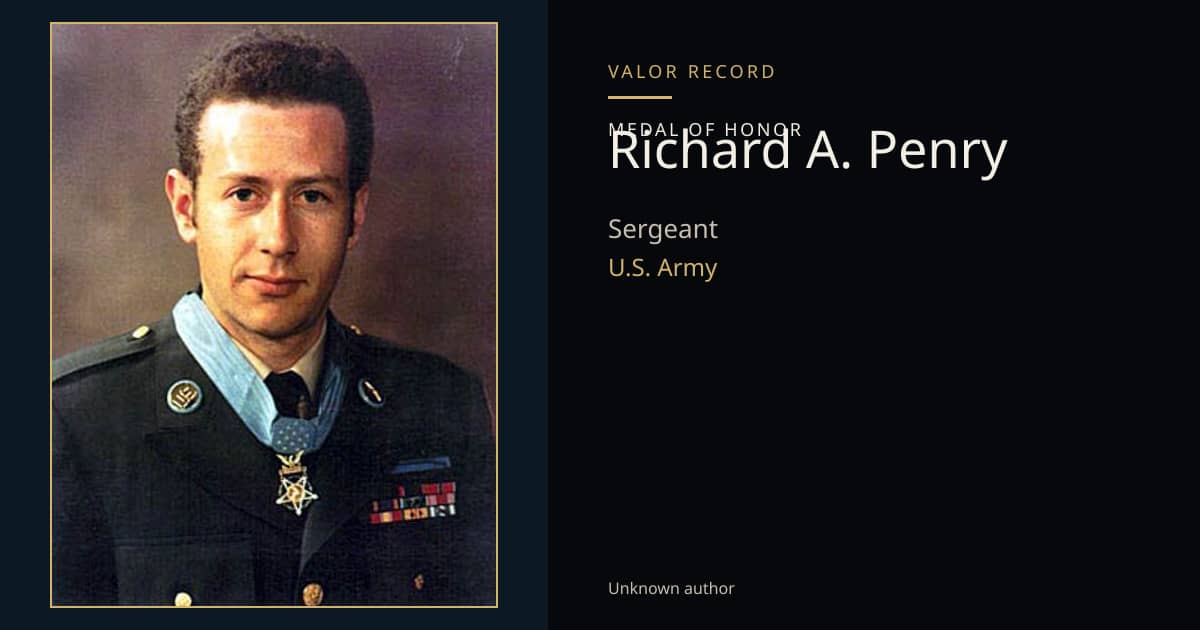 VALOR RECORD
MEDAL OF HONOR
Richard A. Penry
Sergeant
U.S. Army
Unknown author